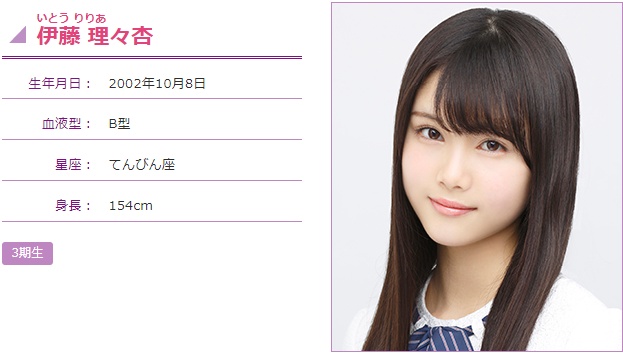 いとう りりぁ
伊藤 理々杏
生年月日： 2002年10月8日
血液型： B型
星座： てんびん座
身長： 154cm
3期生